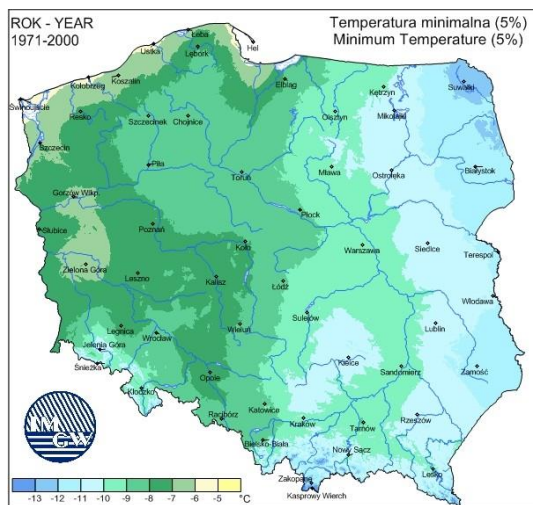 ROK - YEAR
1971-2000
Temperatura minimalna (5%)
Minimum Temperature (5%)
Łeba
Hel
Ustka
Lębork
Koszalin
Kołobrzeg
Elbląg
Kętrzyn
Suwałki
Świnoujście
Resko
Szczecinek
Chojnice
Olsztyn
Mikołajki
Szczecin
Piła
Toruń
Mława
Ostrołęka
Białystok
Gorzów Wlkp.
Płock
Słubice
Poznań
Koło
Warszawa
Siedlce
Terespol
Zielona Góra
Leszno
Kalisz
Łódź
Włodawa
Sulejów
Legnica
Wrocław
Wieluń
Lublin
Jelenia Góra
Śnieżka
Kielce
Sandomierz
Zamość
Opole
Kłodzko
Racibórz
Katowice
Kraków
Tarnów
Rzeszów
Bielsko-Biała
Nowy Sącz
Lesko
Zakopane
Kasprowy Wierch
IMGW
-13 -12 -11 -10 -9 -8 -7 -6 -5 °C